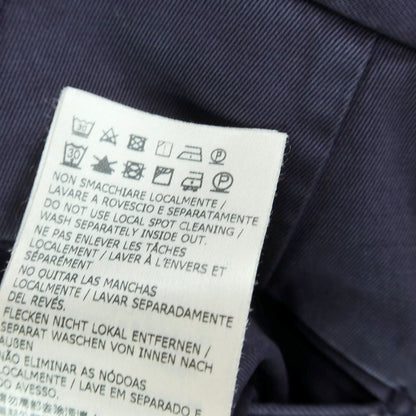 30
30
NON SMACCHIARE LOCALMENTE /
LAVARE A ROVESCIO E SEPARATAMENTE
DO NOT USE LOCAL SPOT CLEANING /
WASH SEPARATELY INSIDE OUT.
NE PAS ENLEVER LES TÂCHES
LOCALEMENT / LAVER À L'ENVERS ET
SÉPARÉMENT
NO QUITAR LAS MANCHAS
LOCALMENTE / LAVAR SEPARADAMENTE
DEL REVÉS.
FLECKEN NICHT LOKAL ENTFERNEN /
SEPARAT WASCHEN VON INNEN NACH
AUßEN
NÃO ELIMINAR AS NÓDOAS
LOCALMENTE / LAVE EM SEPARADO E
DO AVESSO.